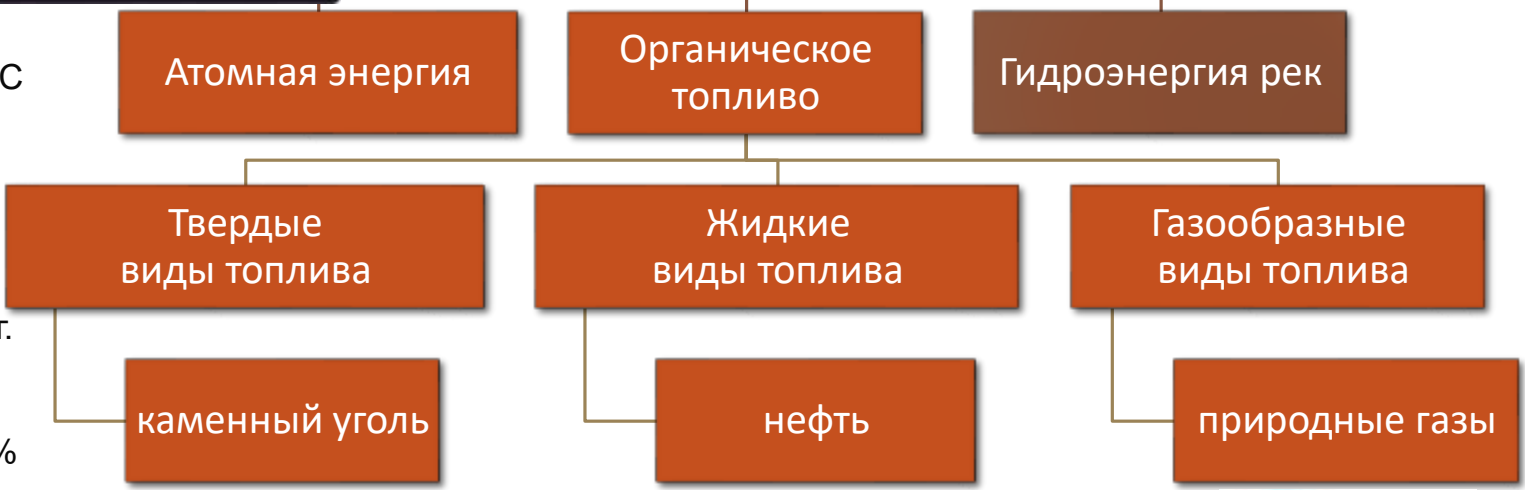 С
Атомная энергия
Органическое
топливо
Гидроэнергия рек
Твердые
виды топлива
Жидкие
виды топлива
Газообразные
виды топлива
т.
каменный уголь
нефть
природные газы
%